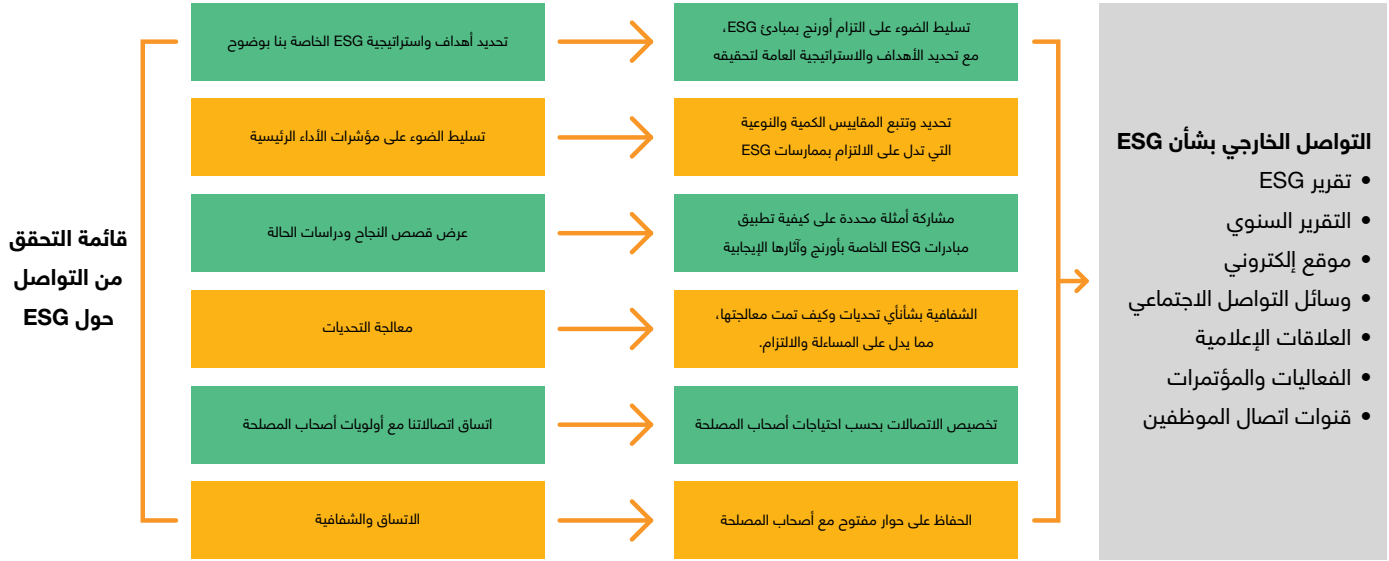 قائمة التحقق
من التواصل
حول ESG
تحديد أهداف واستراتيجية ESG الخاصة بنا بوضوح
تسليط الضوء على التزام أورنج بمبادئ ESG،
مع تحديد الأهداف والاستراتيجية العامة لتحقيقه
تسليط الضوء على مؤشرات الأداء الرئيسية
تحديد وتتبع المقاييس الكمية والنوعية
التي تدل على الالتزام بممارسات ESG
عرض قصص النجاح ودراسات الحالة
مشاركة أمثلة محددة على كيفية تطبيق
مبادرات ESG الخاصة بأورنج وآثارها الإيجابية
معالجة التحديات
الشفافية بشأنأي تحديات وكيف تمت معالجتها،
مما يدل على المساءلة والالتزام.
اتساق اتصالاتنا مع أولويات أصحاب المصلحة
تخصيص الاتصالات بحسب احتياجات أصحاب المصلحة
الاتساق والشفافية
الحفاظ على حوار مفتوح مع أصحاب المصلحة
التواصل الخارجي بشأن ESG
• تقرير ESG
• التقرير السنوي
• موقع إلكتروني
• وسائل التواصل الاجتماعي
• العلاقات الإعلامية
• الفعاليات والمؤتمرات
• قنوات اتصال الموظفين